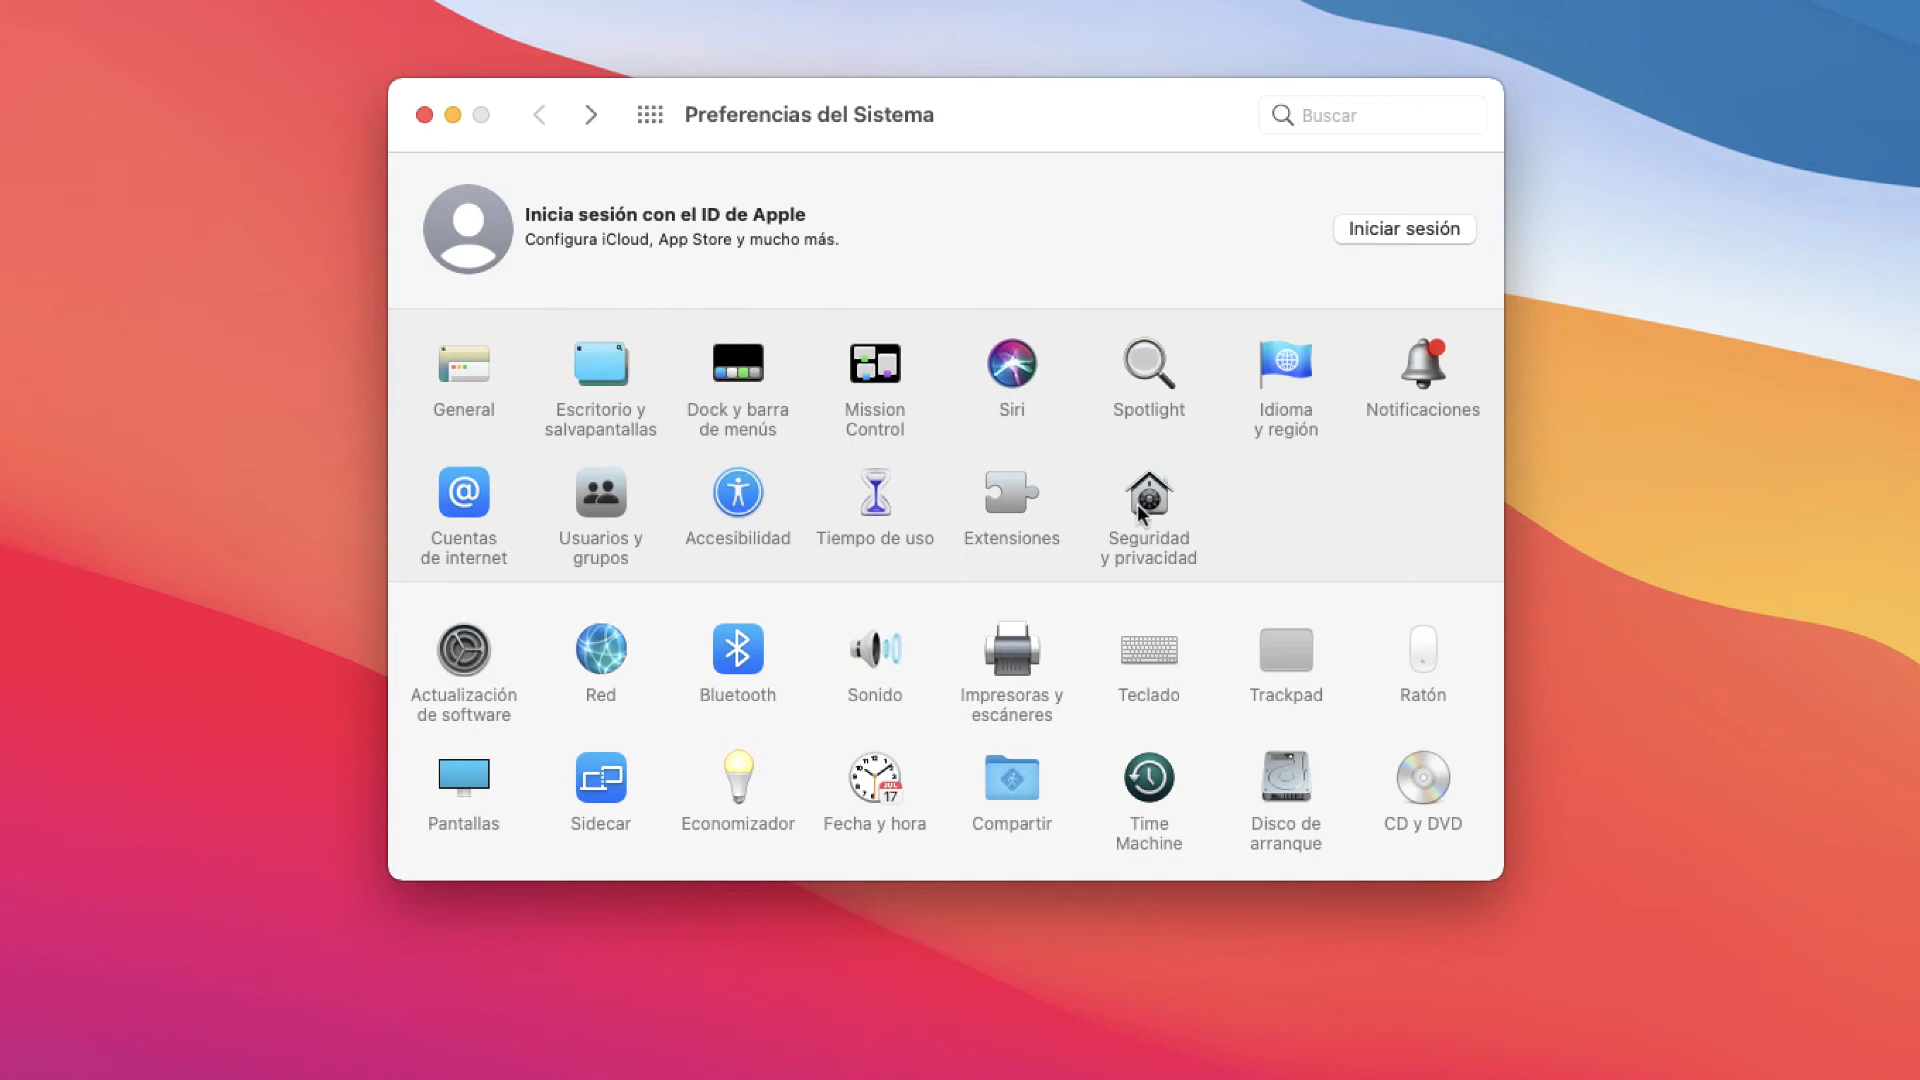 Preferencias del Sistema
Buscar
Inicia sesión con el ID de Apple
Configura iCloud, App Store y mucho más.
Iniciar sesión
General
Escritorio y
salvapantallas
Dock y barra
de menús
Mission
Control
Siri
Spotlight
Idioma
y región
Notificaciones
Cuentas
de internet
Usuarios y
grupos
Accesibilidad
Tiempo de uso
Extensiones
Seguridad
y privacidad
Actualización
de software
Red
Bluetooth
Sonido
Impresoras y
escáneres
Teclado
Trackpad
Ratón
Pantallas
Sidecar
Economizador
JUL
17
Fecha y hora
Compartir
Time
Machine
Disco de
arranque
CD y DVD